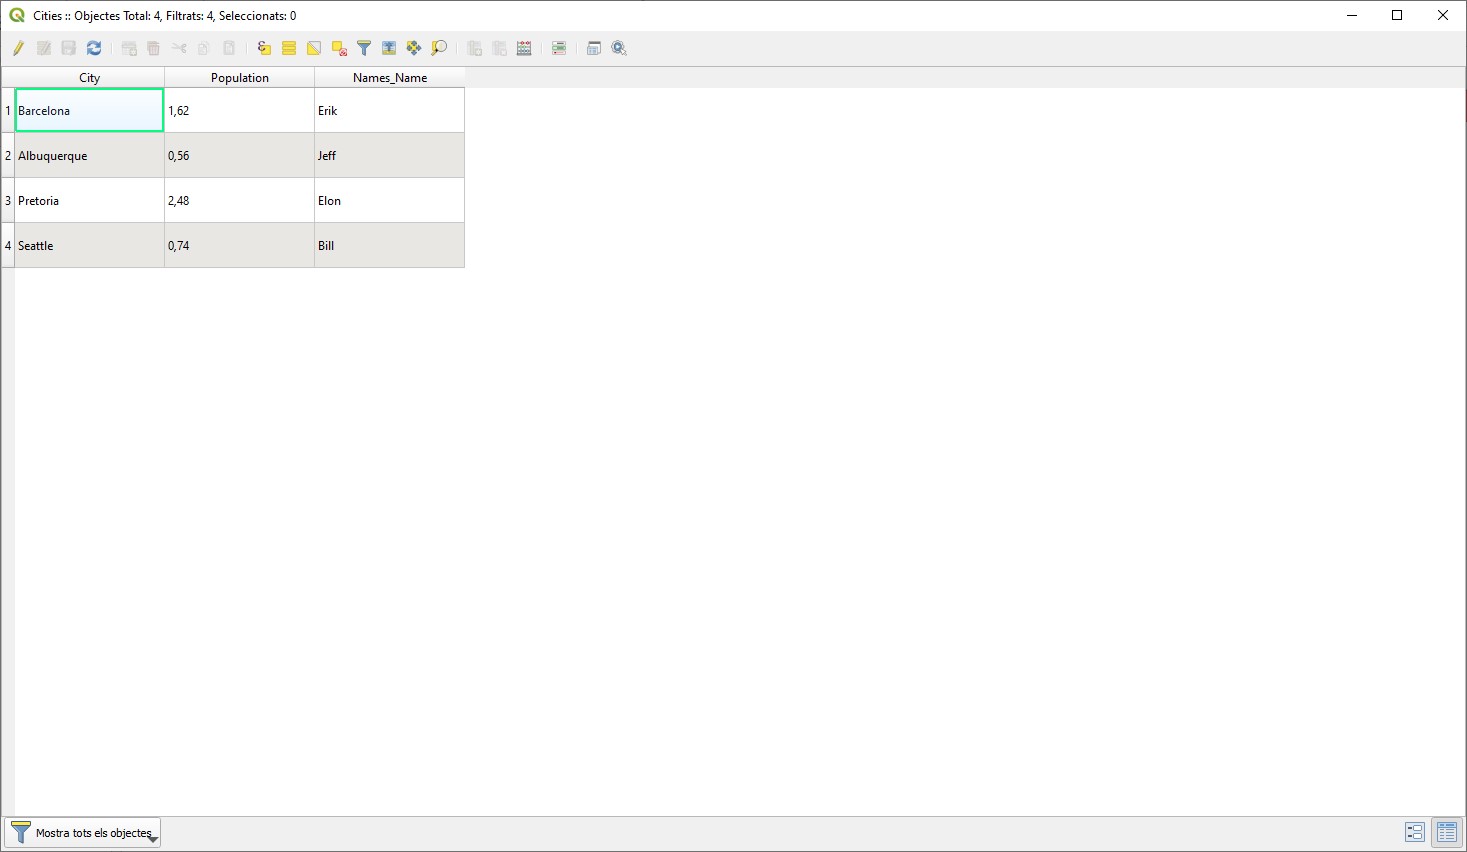 Cities :: Objectes Total: 4, Filtrats: 4, Seleccionats: 0
City Population Names_Name
1 Barcelona 1,62 Erik
2 Albuquerque 0,56 Jeff
3 Pretoria 2,48 Elon
4 Seattle 0,74 Bill
Mostra tots els objectes